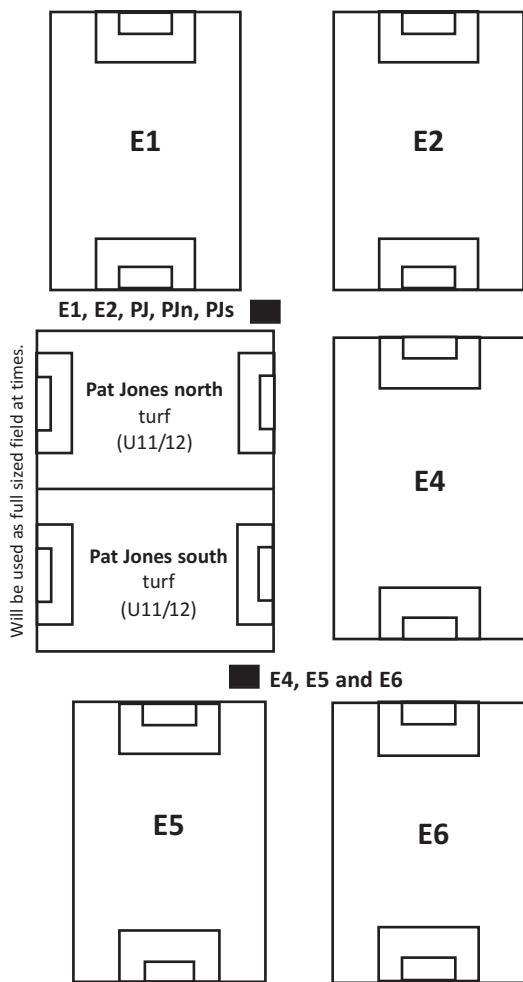 E1
E2
E1, E2, PJ, PJn, PJs
Will be used as full sized field at times.
Pat Jones north
turf
(U11/12)
E4
Pat Jones south
turf
(U11/12)
E4, E5 and E6
E5
E6